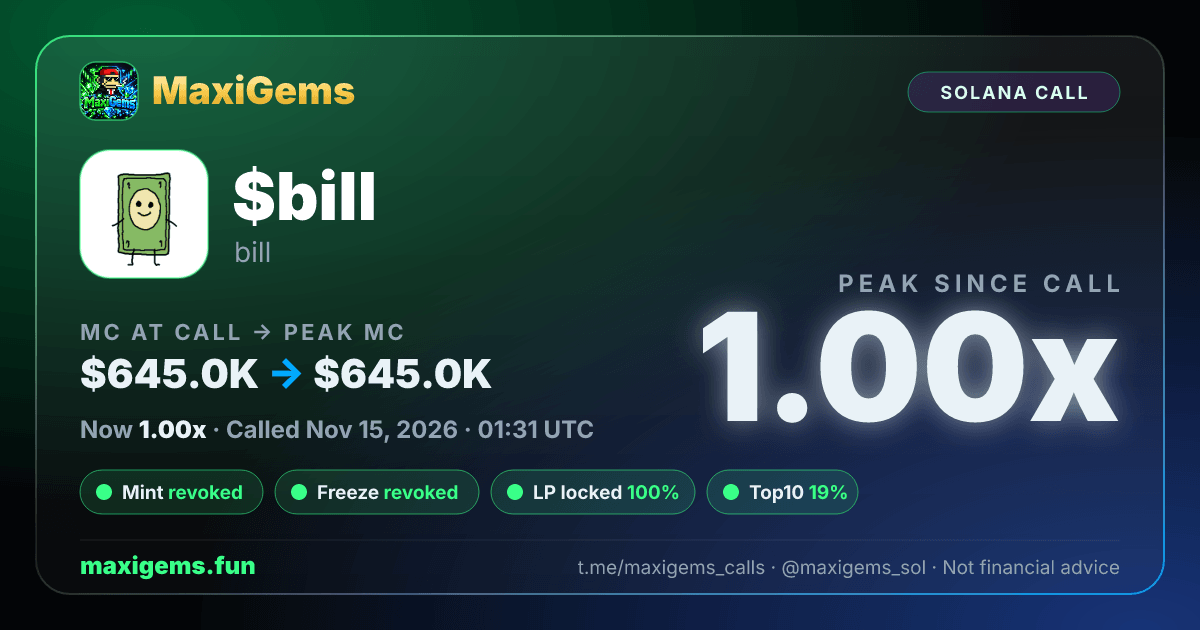 MaxiGems
MaxiGems
SOLANA CALL
$bill
bill
PEAK SINCE CALL
1.00x
MC AT CALL → PEAK MC
$645.0K → $645.0K
Now 1.00x · Called Nov 15, 2026 · 01:31 UTC
Mint revoked
Freeze revoked
LP locked 100%
Top10 19%
maxigems.fun
t.me/maxigems_calls · @maxigems_sol · Not financial advice